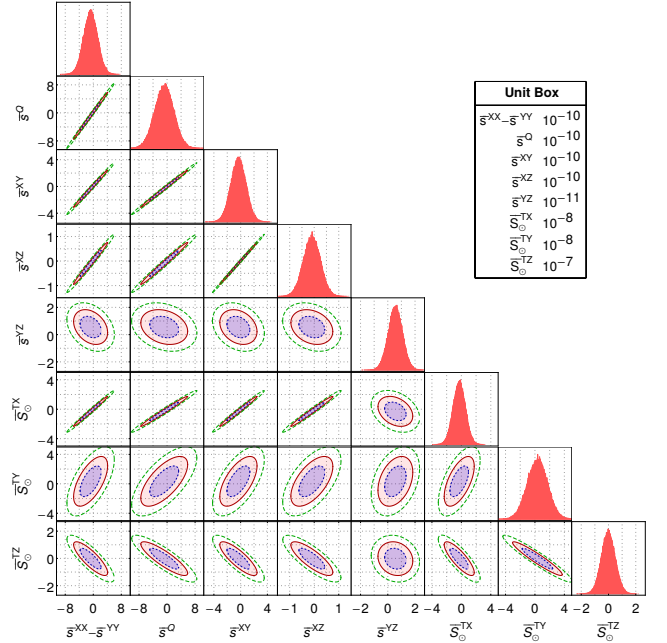 8
0
−8
s̅^Q
4
0
−4
s̅^XY
1
0
−1
s̅^XZ
2
0
−2
s̅^YZ
4
0
−4
S̅_⊙^TX
4
0
−4
S̅_⊙^TY
2
0
−2
S̅_⊙^TZ
Unit Box
s̅^XX−s̅^YY 10^−10
s̅^Q 10^−10
s̅^XY 10^−10
s̅^XZ 10^−10
s̅^YZ 10^−11
S̅_⊙^TX 10^−8
S̅_⊙^TY 10^−8
S̅_⊙^TZ 10^−7
−8 0 8 −8 0 8 −4 0 4 −1 0 1 −2 0 2 −4 0 4 −4 0 4 −2 0 2
s̅^XX−s̅^YY s̅^Q s̅^XY s̅^XZ s̅^YZ S̅_⊙^TX S̅_⊙^TY S̅_⊙^TZ